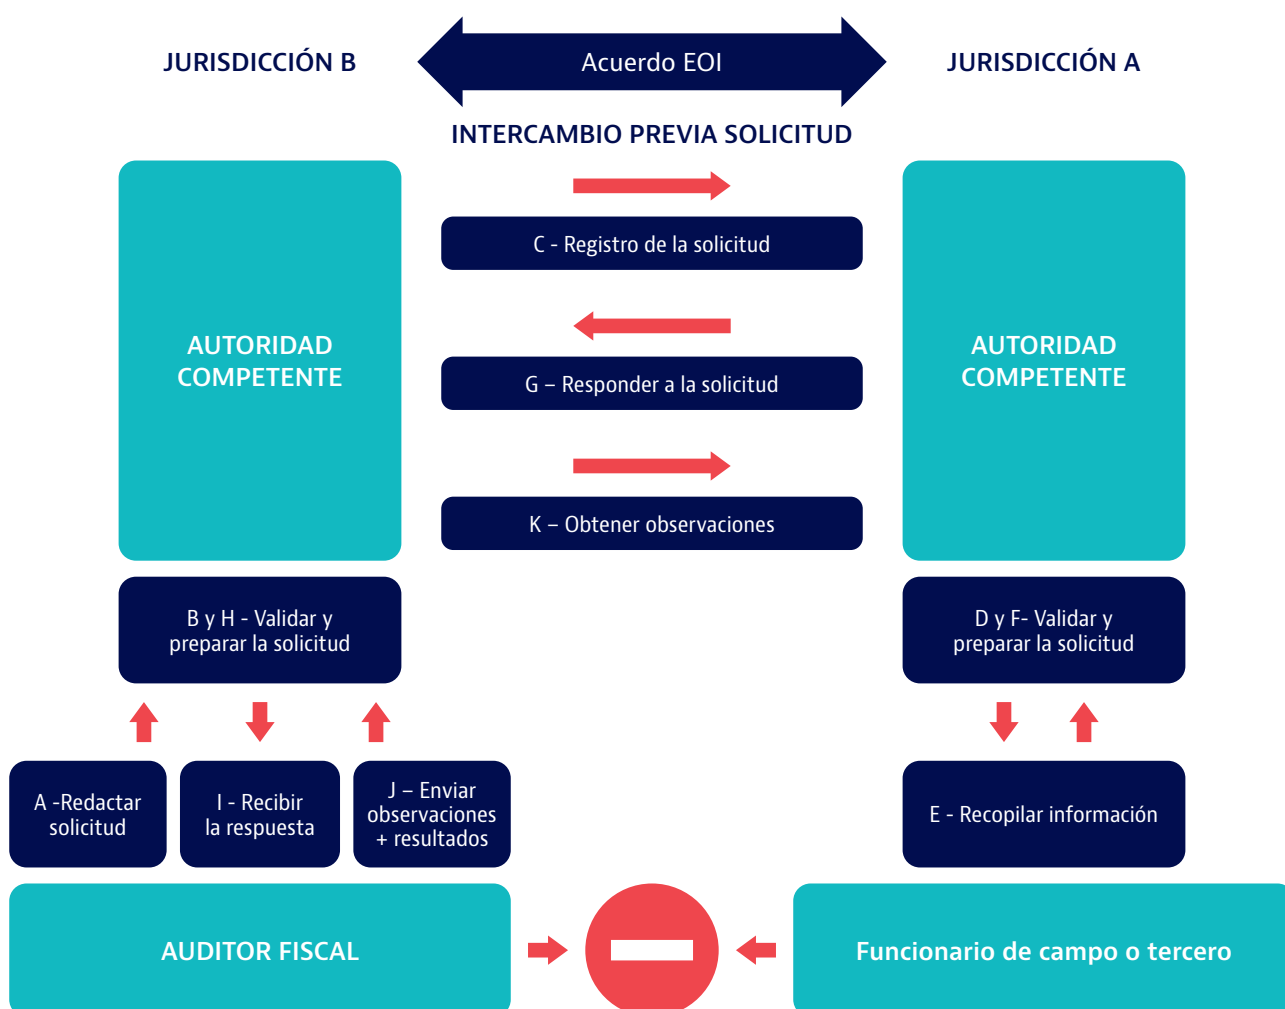 JURISDICCIÓN B
Acuerdo EOI
JURISDICCIÓN A
INTERCAMBIO PREVIA SOLICITUD
C - Registro de la solicitud
AUTORIDAD
COMPETENTE
G – Responder a la solicitud
AUTORIDAD
COMPETENTE
K – Obtener observaciones
B y H - Validar y
preparar la solicitud
D y F- Validar y
preparar la solicitud
A -Redactar
solicitud
I - Recibir
la respuesta
J – Enviar
observaciones
+ resultados
E - Recopilar información
AUDITOR FISCAL
Funcionario de campo o tercero